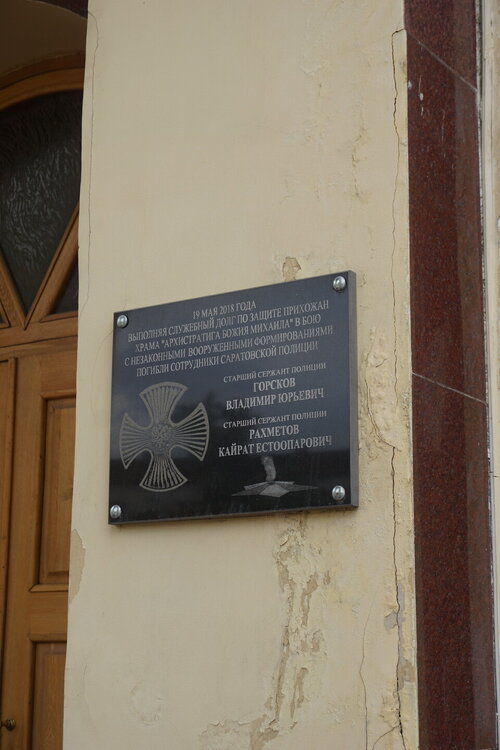 19 МАЯ 2018 ГОДА
ВЫПОЛНЯЯ СЛУЖЕБНЫЙ ДОЛГ ПО ЗАЩИТЕ ПРИХОЖАН
ХРАМА "АРХИСТРАТИГА БОЖИЯ МИХАИЛА" В БОЮ
С НЕЗАКОННЫМИ ВООРУЖЕННЫМИ ФОРМИРОВАНИЯМИ
ПОГИБЛИ СОТРУДНИКИ САРАТОВСКОЙ ПОЛИЦИИ
СТАРШИЙ СЕРЖАНТ ПОЛИЦИИ
ГОРСКОВ
ВЛАДИМИР ЮРЬЕВИЧ
СТАРШИЙ СЕРЖАНТ ПОЛИЦИИ
РАХМЕТОВ
КАЙРАТ ЕСТООПАРОВИЧ